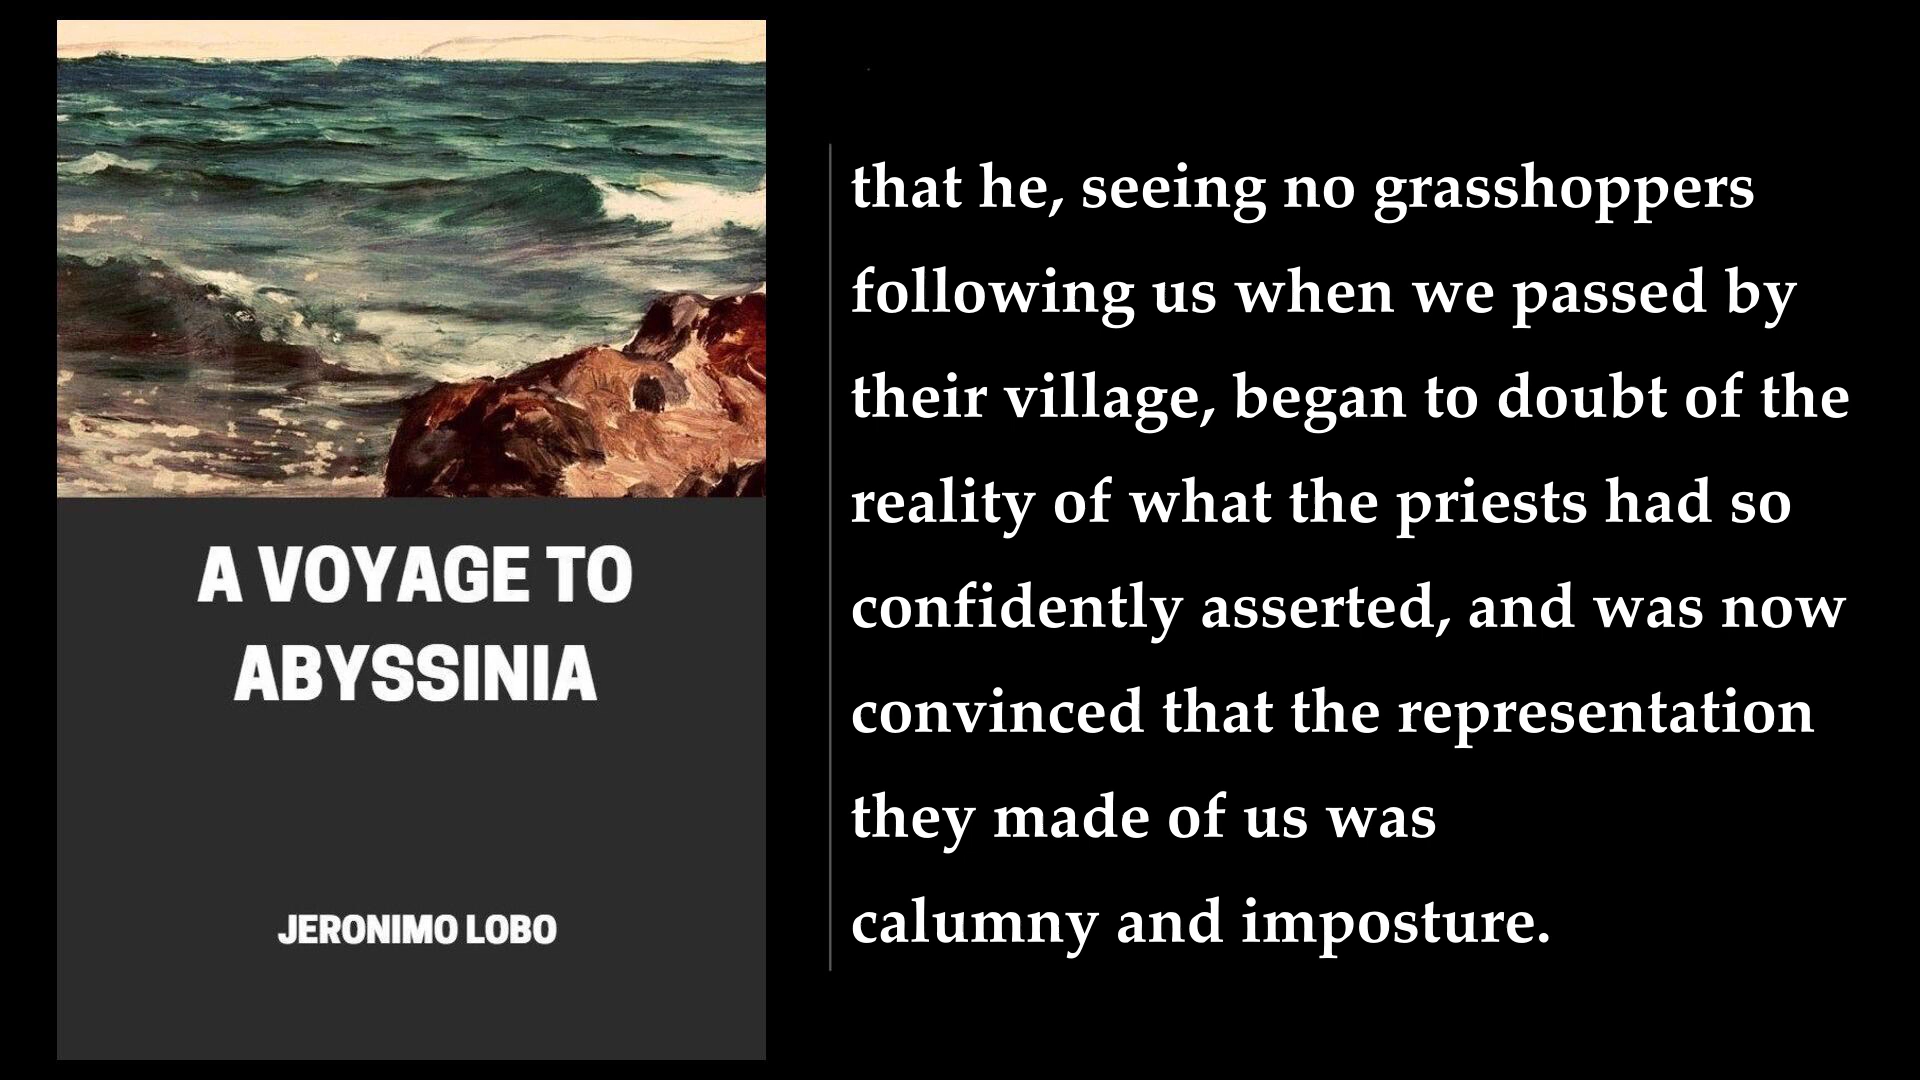 A VOYAGE TO
ABYSSINIA
JERONIMO LOBO
that he, seeing no grasshoppers
following us when we passed by
their village, began to doubt of the
reality of what the priests had so
confidently asserted, and was now
convinced that the representation
they made of us was
calumny and imposture.